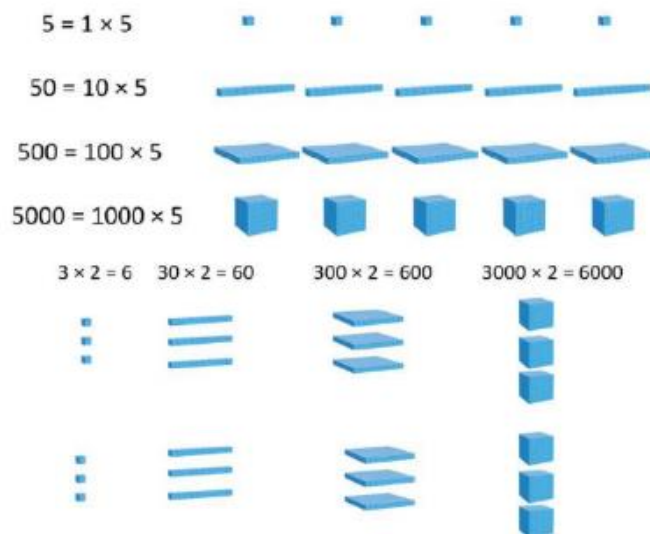 5 = 1 × 5
50 = 10 × 5
500 = 100 × 5
5000 = 1000 × 5
3 × 2 = 6 30 × 2 = 60 300 × 2 = 600 3000 × 2 = 6000